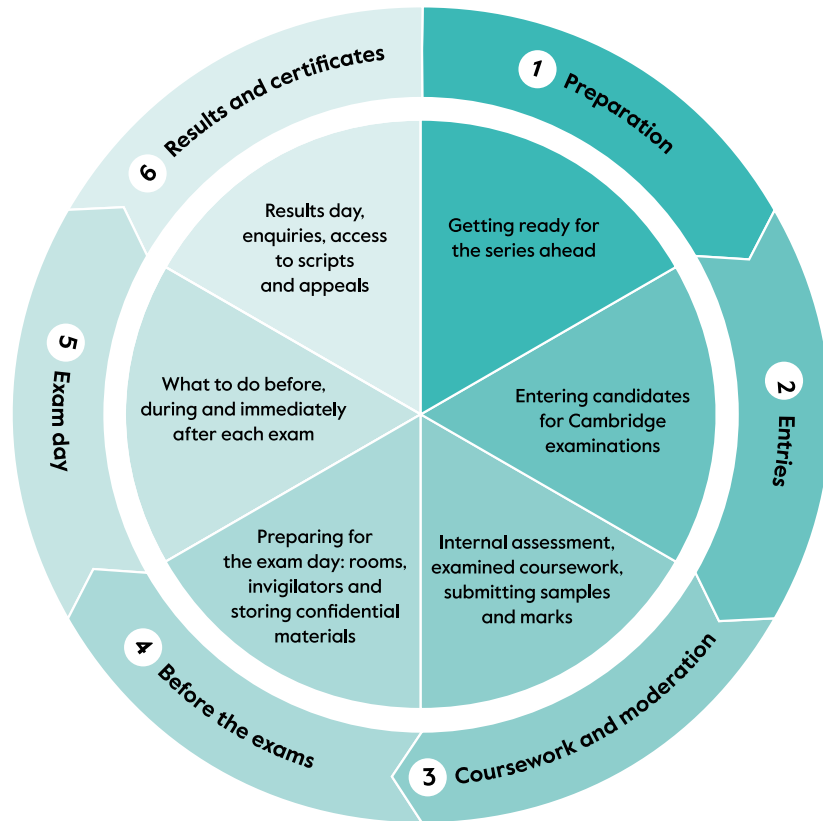 1 Preparation
Getting ready for
the series ahead
2 Entries
Entering candidates
for Cambridge
examinations
3 Coursework and moderation
Internal assessment,
examined coursework,
submitting samples
and marks
4 Before the exams
Preparing for
the exam day: rooms,
invigilators and
storing confidential
materials
5 Exam day
What to do before,
during and immediately
after each exam
6 Results and certificates
Results day,
enquiries, access
to scripts
and appeals